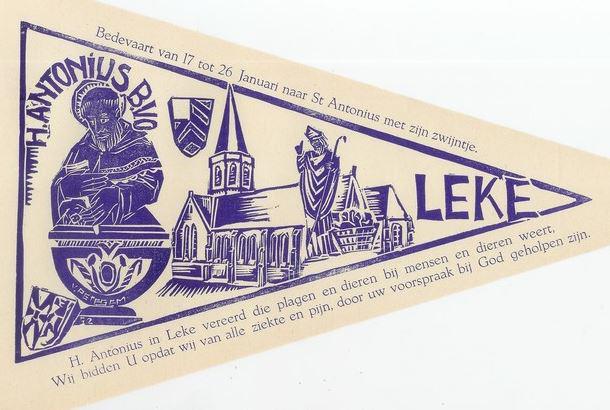 Bedevaart van 17 tot 26 Januari naar St Antonius met zijn zwijntje.
H.ANTONIUS B.V.O
LEKE
H. Antonius in Leke vereerd die plagen en dieren bij mensen en dieren weert,
Wij bidden U opdat wij van alle ziekte en pijn, door uw voorspraak bij God geholpen zijn.